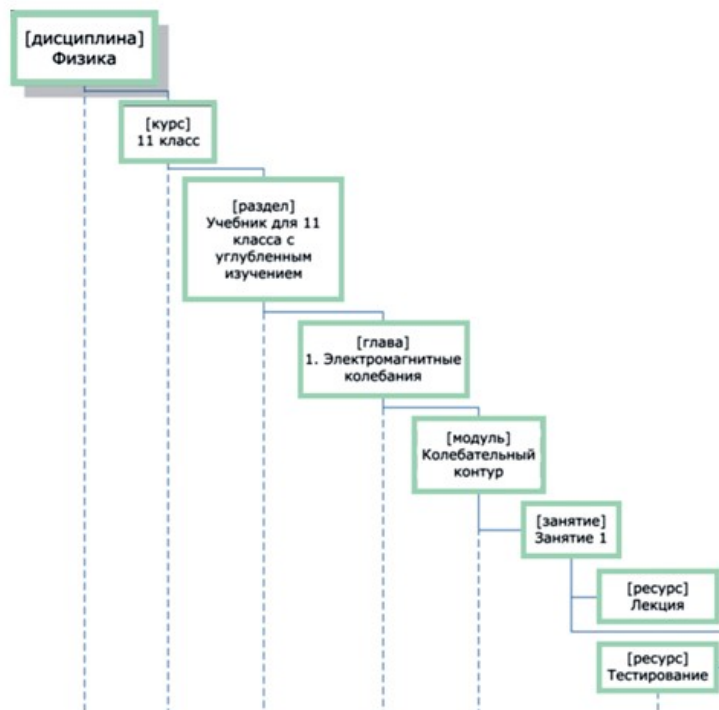 [дисциплина]
Физика
[курс]
11 класс
[раздел]
Учебник для 11
класса с
углубленным
изучением
[глава]
1. Электромагнитные
колебания
[модуль]
Колебательный
контур
[занятие]
Занятие 1
[ресурс]
Лекция
[ресурс]
Тестирование